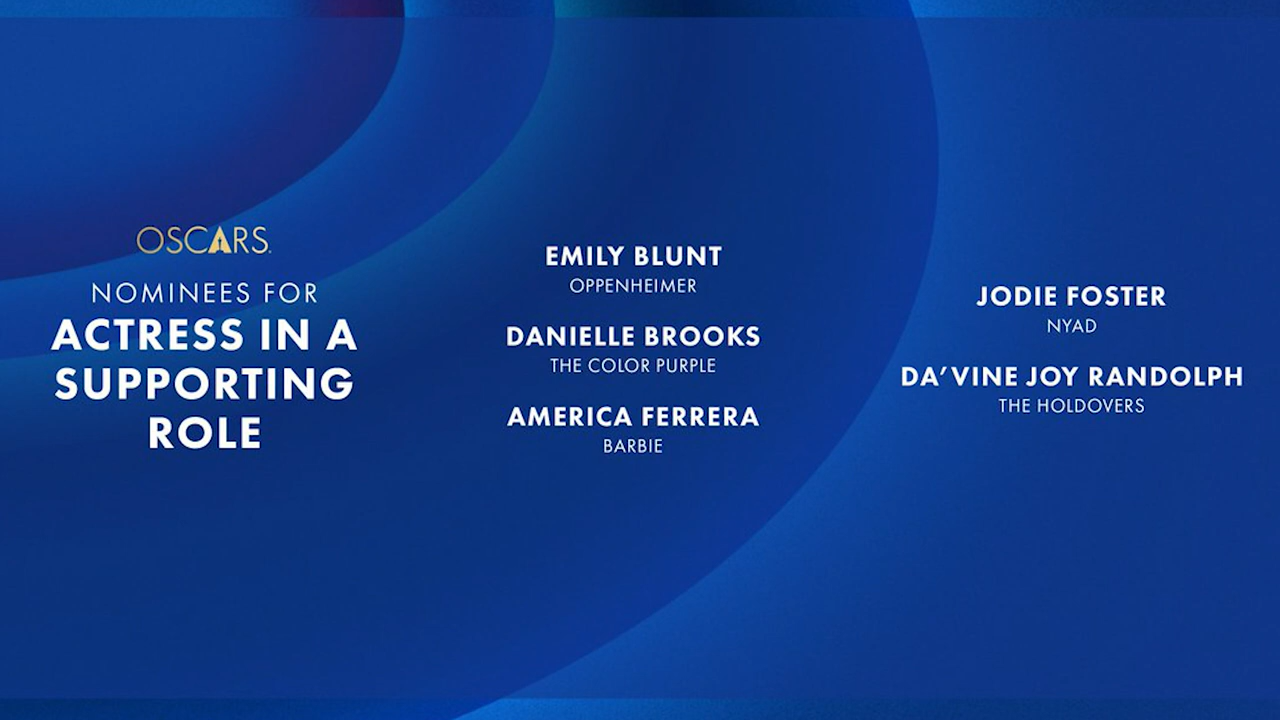 OSCARS.
NOMINEES FOR
ACTRESS IN A
SUPPORTING
ROLE
EMILY BLUNT
OPPENHEIMER
DANIELLE BROOKS
THE COLOR PURPLE
AMERICA FERRERA
BARBIE
JODIE FOSTER
NYAD
DA’VINE JOY RANDOLPH
THE HOLDOVERS